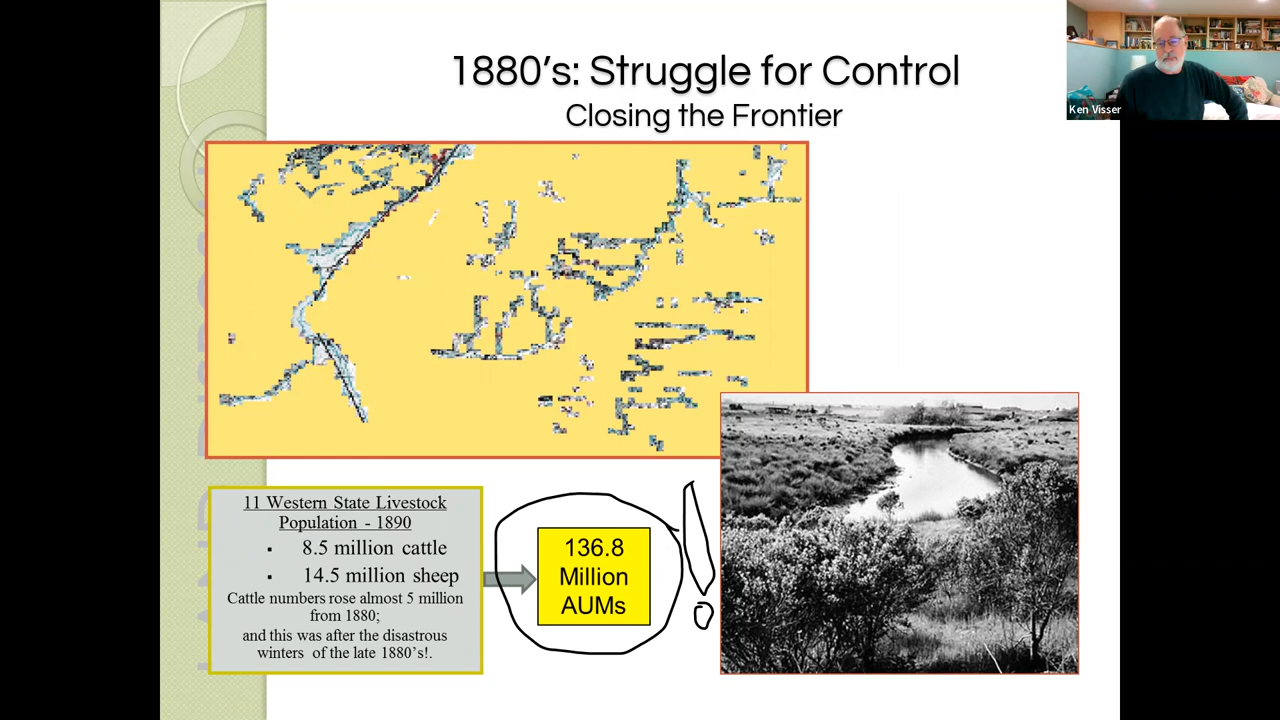 1880's: Struggle for Control
Closing the Frontier
Ken Visser
11 Western State Livestock
Population - 1890
▪ 8.5 million cattle
▪ 14.5 million sheep
Cattle numbers rose almost 5 million
from 1880;
and this was after the disastrous
winters of the late 1880's!.
136.8
Million
AUMs
!